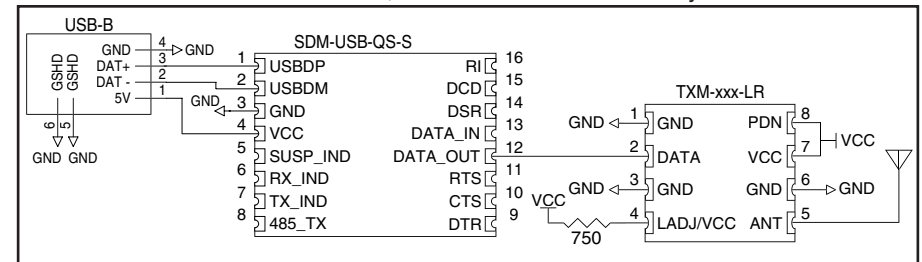 USB-B
GND 4 GND
DAT+ 3
DAT - 2
5V 1
GSHD GSHD
6 5
GND GND
SDM-USB-QS-S
1 USBDP RI 16
2 USBDM DCD 15
GND 3 GND DSR 14
4 VCC DATA_IN 13
5 SUSP_IND DATA_OUT 12
6 RX_IND RTS 11
7 TX_IND CTS 10
8 485_TX DTR 9
TXM-xxx-LR
GND 1 GND PDN 8
2 DATA VCC 7 VCC
GND 3 GND GND 6 GND
VCC 4 LADJ/VCC ANT 5
750